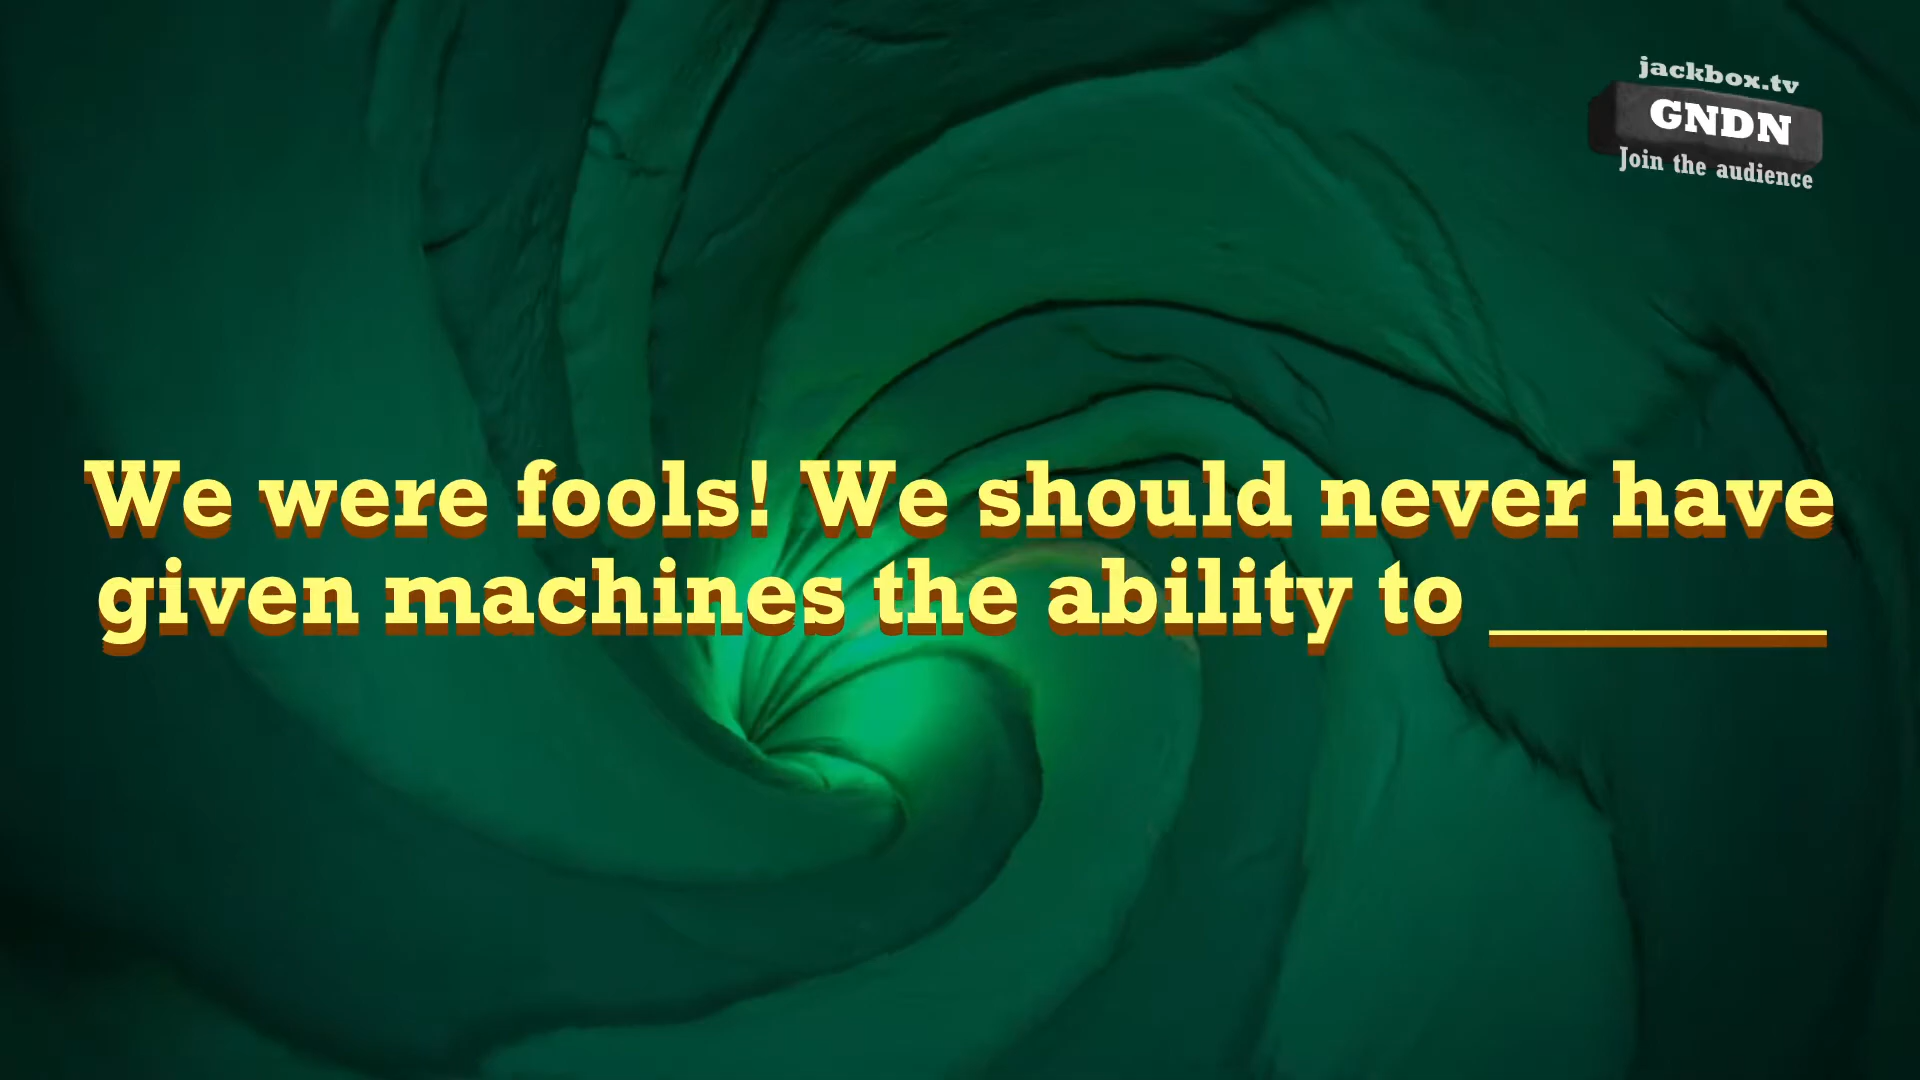 jackbox.tv
GNDN
Join the audience
We were fools! We should never have
given machines the ability to ________